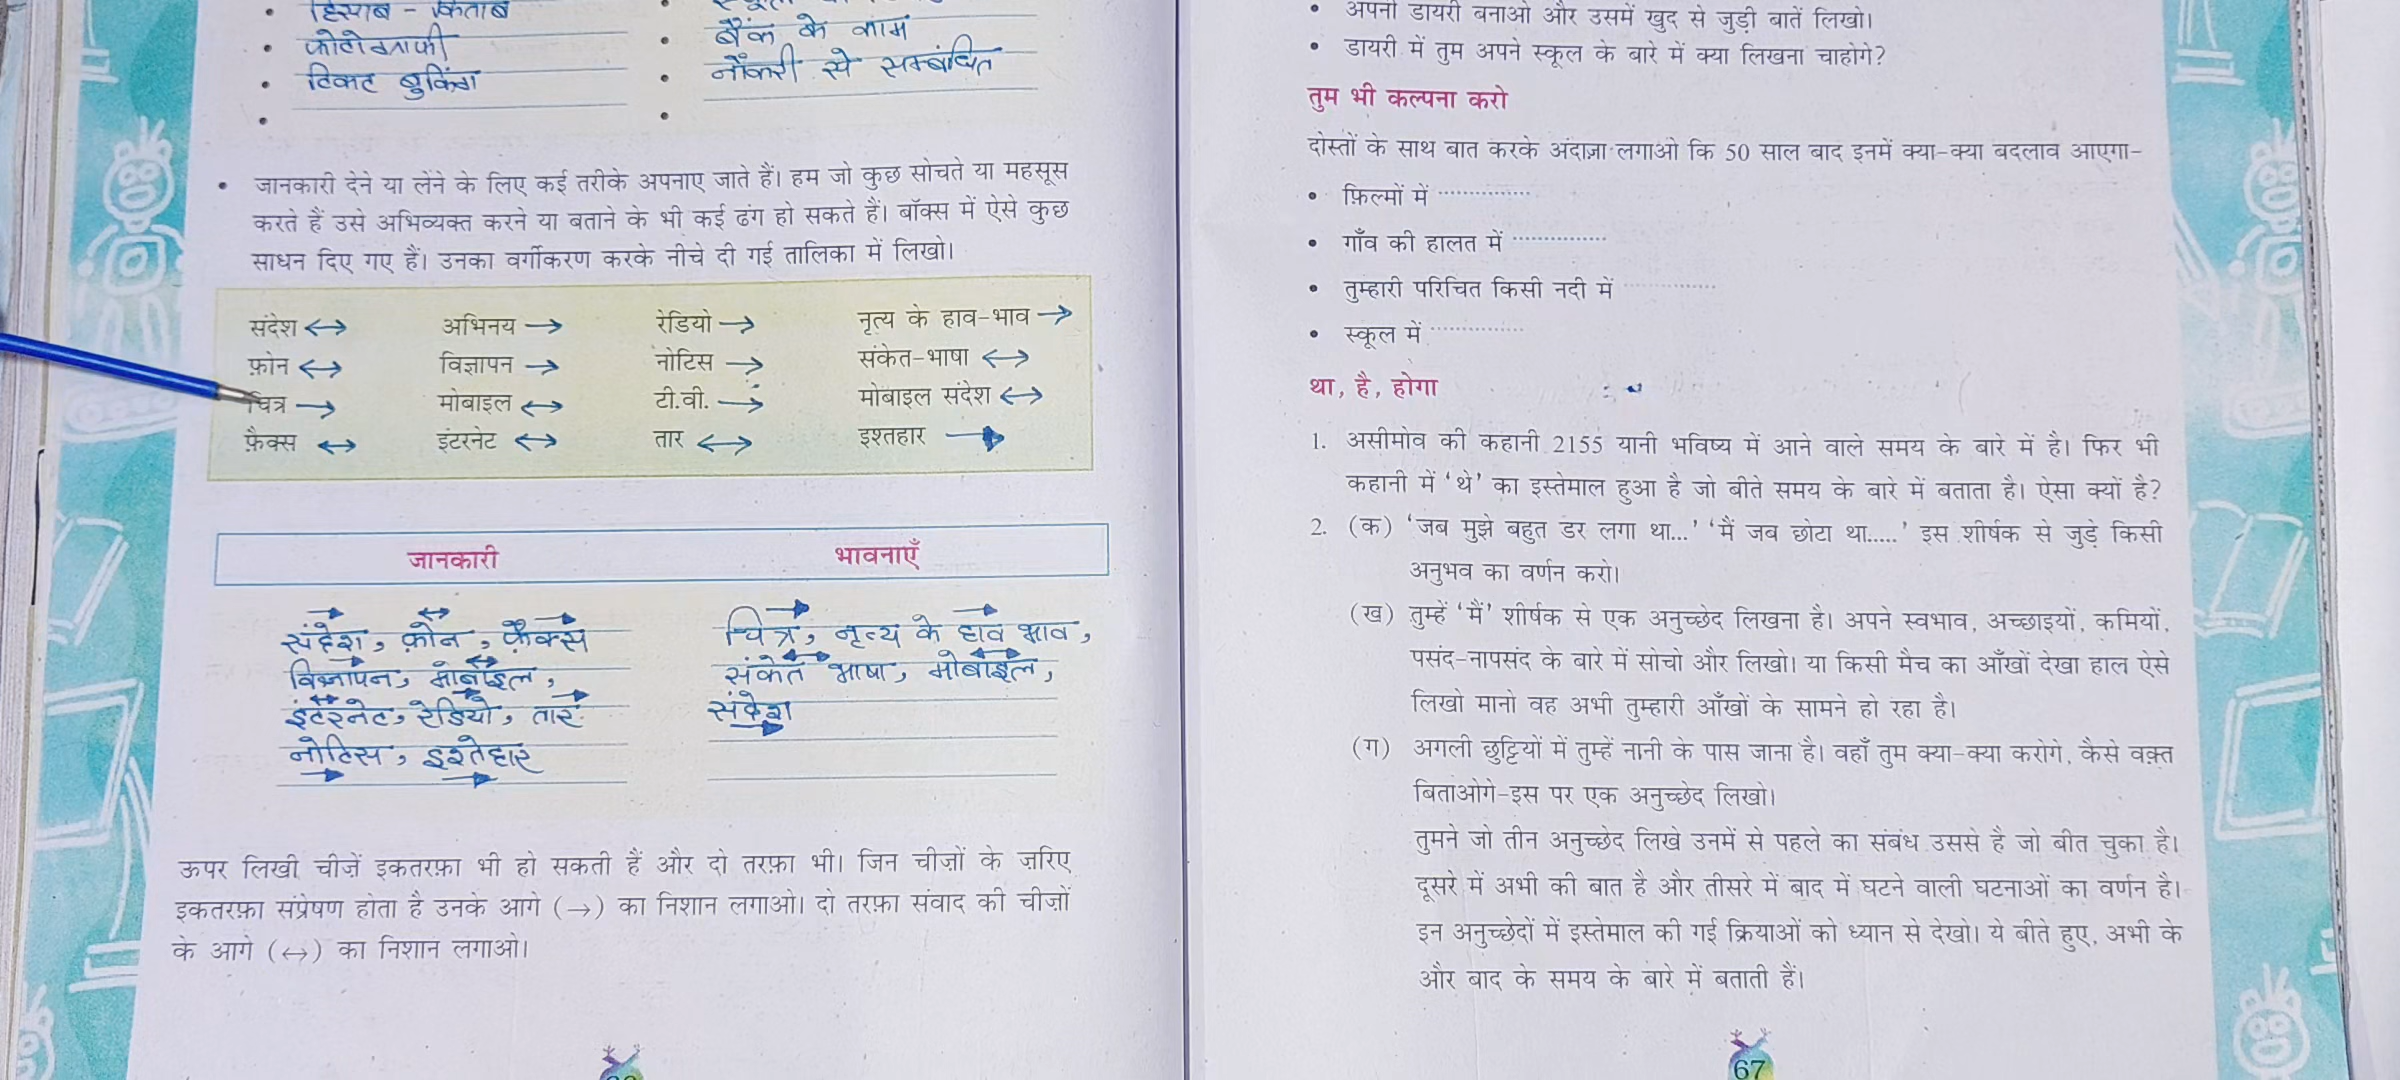 हिसाब - किताब
फोटोग्राफी
टिकट बुकिंग
बैंक के काम
नौकरी से सम्बंधित
• जानकारी देने या लेने के लिए कई तरीके अपनाए जाते हैं। हम जो कुछ सोचते या महसूस
करते हैं उसे अभिव्यक्त करने या बताने के भी कई ढंग हो सकते हैं। बॉक्स में ऐसे कुछ
साधन दिए गए हैं। उनका वर्गीकरण करके नीचे दी गई तालिका में लिखो।
संदेश ↔ अभिनय → रेडियो → नृत्य के हाव-भाव →
फ़ोन ↔ विज्ञापन → नोटिस → संकेत-भाषा ↔
चित्र → मोबाइल ↔ टी.वी. → मोबाइल संदेश ↔
फ़ैक्स ↔ इंटरनेट ↔ तार ↔ इश्तहार →
जानकारी भावनाएँ
संदेश, फ़ोन, फ़ैक्स
विज्ञापन, मोबाईल,
इंटरनेट, रेडियो, तार
नोटिस, इश्तेहार
चित्र, नृत्य के हाव भाव,
संकेत भाषा, मोबाईल,
संकेश
ऊपर लिखी चीज़ें इकतरफ़ा भी हो सकती हैं और दो तरफ़ा भी। जिन चीज़ों के ज़रिए
इकतरफ़ा संप्रेषण होता है उनके आगे (→) का निशान लगाओ। दो तरफ़ा संवाद की चीज़ों
के आगे (↔) का निशान लगाओ।
• अपनी डायरी बनाओ और उसमें खुद से जुड़ी बातें लिखो।
• डायरी में तुम अपने स्कूल के बारे में क्या लिखना चाहोगे?
तुम भी कल्पना करो
दोस्तों के साथ बात करके अंदाज़ा लगाओ कि 50 साल बाद इनमें क्या-क्या बदलाव आएगा-
• फ़िल्मों में ...............
• गाँव की हालत में ...............
• तुम्हारी परिचित किसी नदी में ...............
• स्कूल में ...............
था, है, होगा
1. असीमोव की कहानी 2155 यानी भविष्य में आने वाले समय के बारे में है। फिर भी
कहानी में ‘थे’ का इस्तेमाल हुआ है जो बीते समय के बारे में बताता है। ऐसा क्यों है?
2. (क) ‘जब मुझे बहुत डर लगा था...’ ‘मैं जब छोटा था.....’ इस शीर्षक से जुड़े किसी
अनुभव का वर्णन करो।
(ख) तुम्हें ‘मैं’ शीर्षक से एक अनुच्छेद लिखना है। अपने स्वभाव, अच्छाइयों, कमियों,
पसंद-नापसंद के बारे में सोचो और लिखो। या किसी मैच का आँखों देखा हाल ऐसे
लिखो मानो वह अभी तुम्हारी आँखों के सामने हो रहा है।
(ग) अगली छुट्टियों में तुम्हें नानी के पास जाना है। वहाँ तुम क्या-क्या करोगे, कैसे वक़्त
बिताओगे-इस पर एक अनुच्छेद लिखो।
तुमने जो तीन अनुच्छेद लिखे उनमें से पहले का संबंध उससे है जो बीत चुका है।
दूसरे में अभी की बात है और तीसरे में बाद में घटने वाली घटनाओं का वर्णन है।
इन अनुच्छेदों में इस्तेमाल की गई क्रियाओं को ध्यान से देखो। ये बीते हुए, अभी के
और बाद के समय के बारे में बताती हैं।
67